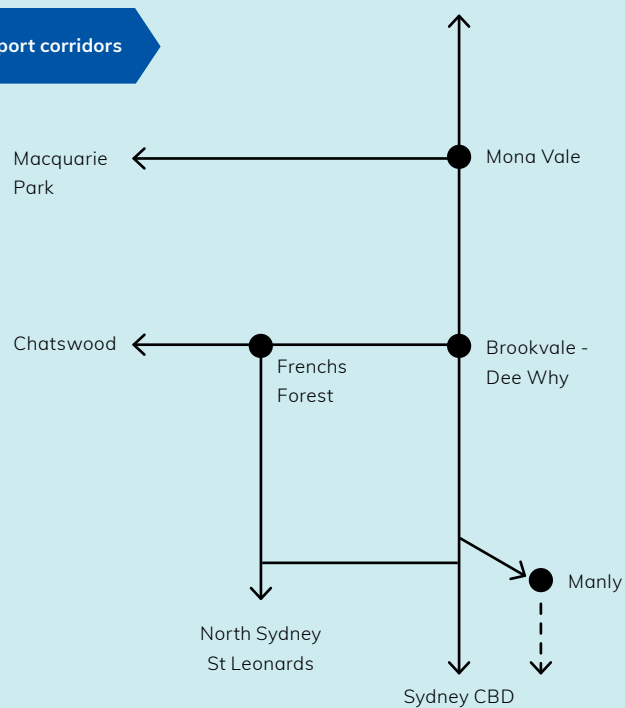 port corridors
Macquarie
Park
Mona Vale
Chatswood
Frenchs
Forest
Brookvale -
Dee Why
Manly
North Sydney
St Leonards
Sydney CBD